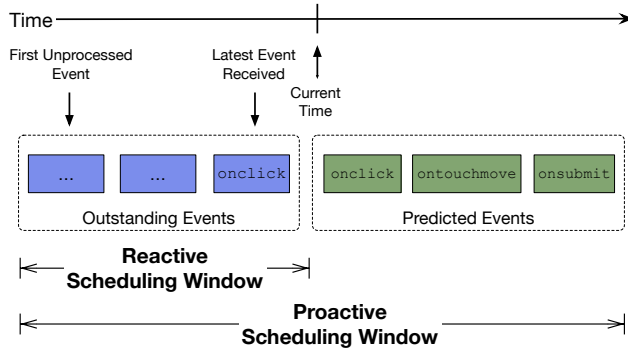 Time
First Unprocessed
Event
Latest Event
Received
Current
Time
...
...
onclick
onclick
ontouchmove
onsubmit
Outstanding Events
Predicted Events
Reactive
Scheduling Window
Proactive
Scheduling Window